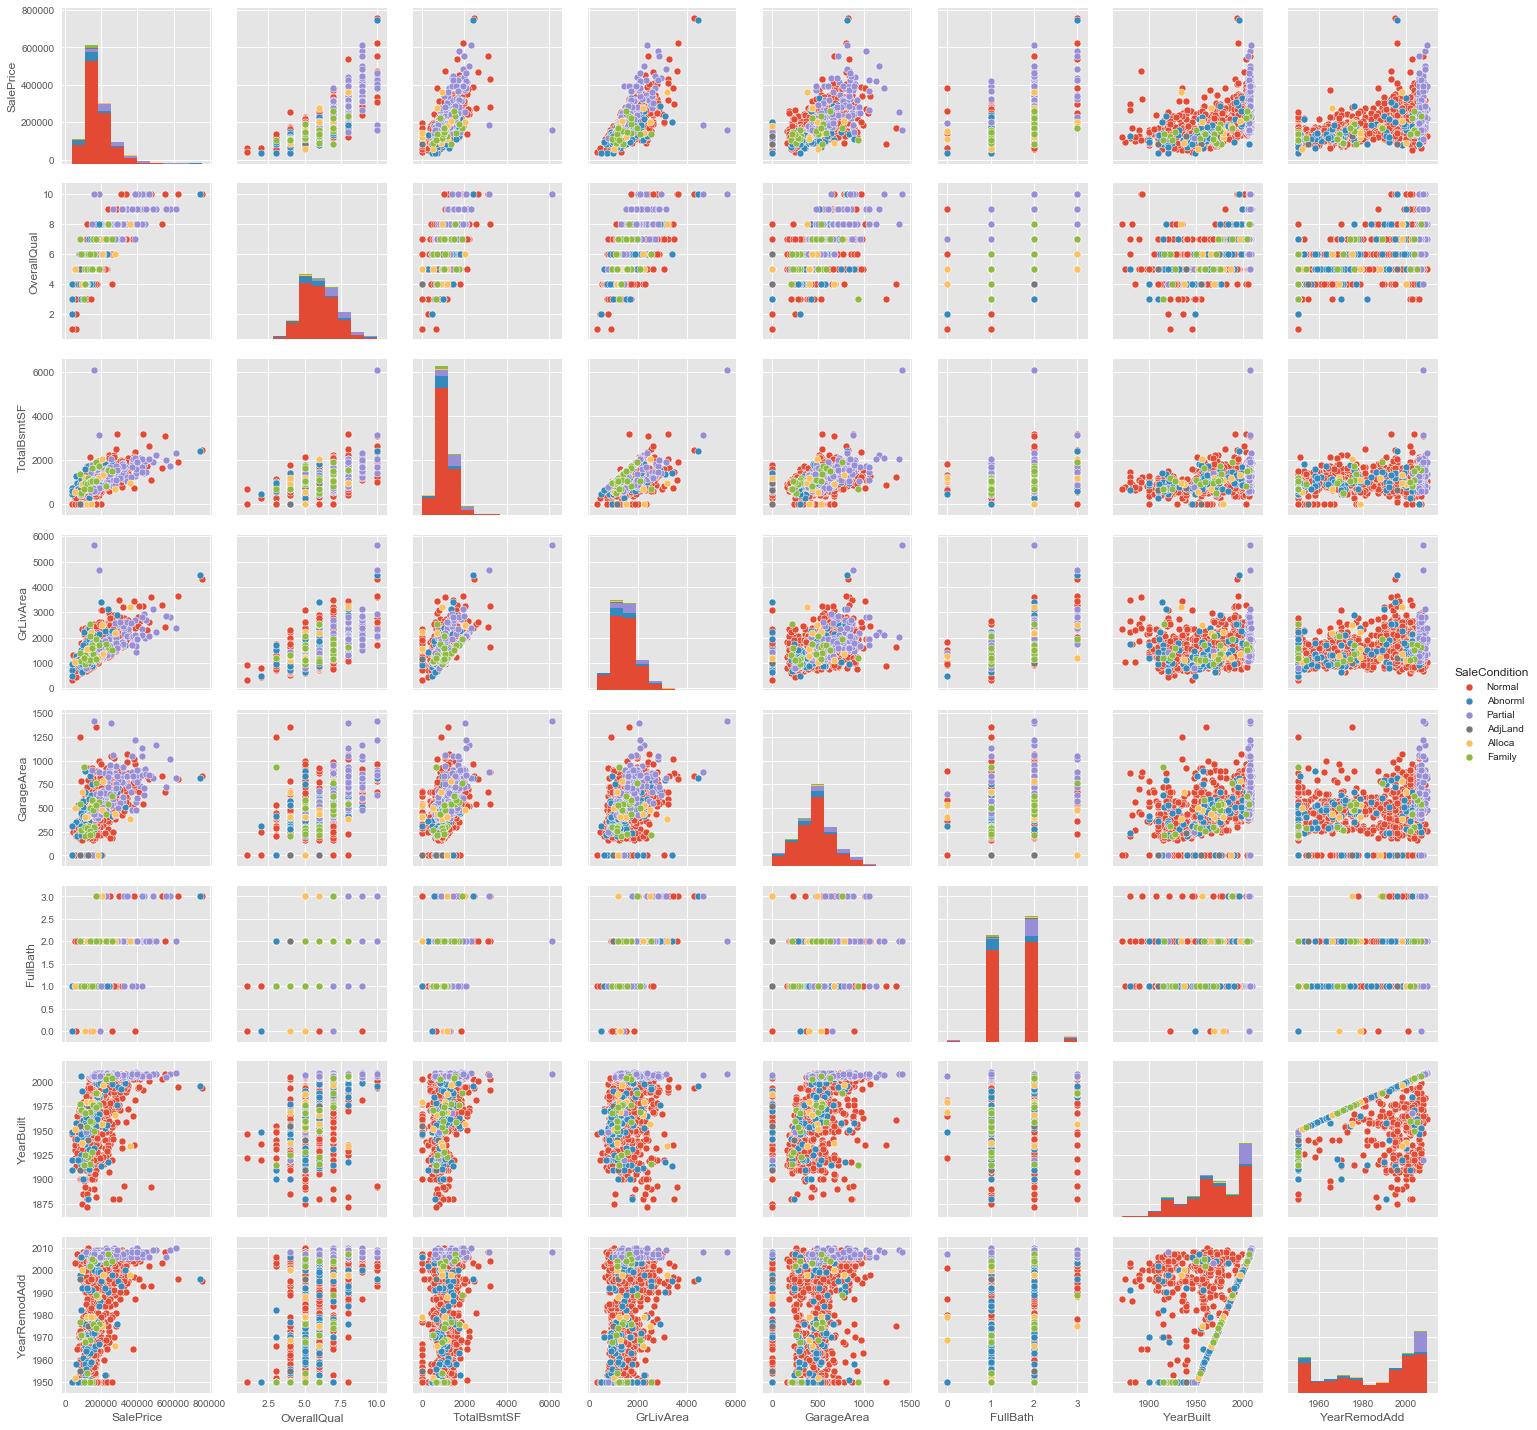 800000
600000
400000
200000
0
SalePrice
10
8
6
4
2
OverallQual
6000
4000
2000
0
TotalBsmtSF
6000
5000
4000
3000
2000
1000
0
GrLivArea
SaleCondition
Normal
Abnorml
Partial
AdjLand
Alloca
Family
1500
1250
1000
750
500
250
0
GarageArea
3.0
2.5
2.0
1.5
1.0
0.5
0.0
FullBath
2000
1975
1950
1925
1900
1875
YearBuilt
2010
2000
1990
1980
1970
1960
1950
YearRemodAdd
0 200000 400000 600000 800000 2.5 5.0 7.5 10.0 0 2000 4000 6000 0 2000 4000 6000 0 500 1000 1500 0 1 2 3 1900 1950 2000 1960 1980 2000
SalePrice OverallQual TotalBsmtSF GrLivArea GarageArea FullBath YearBuilt YearRemodAdd